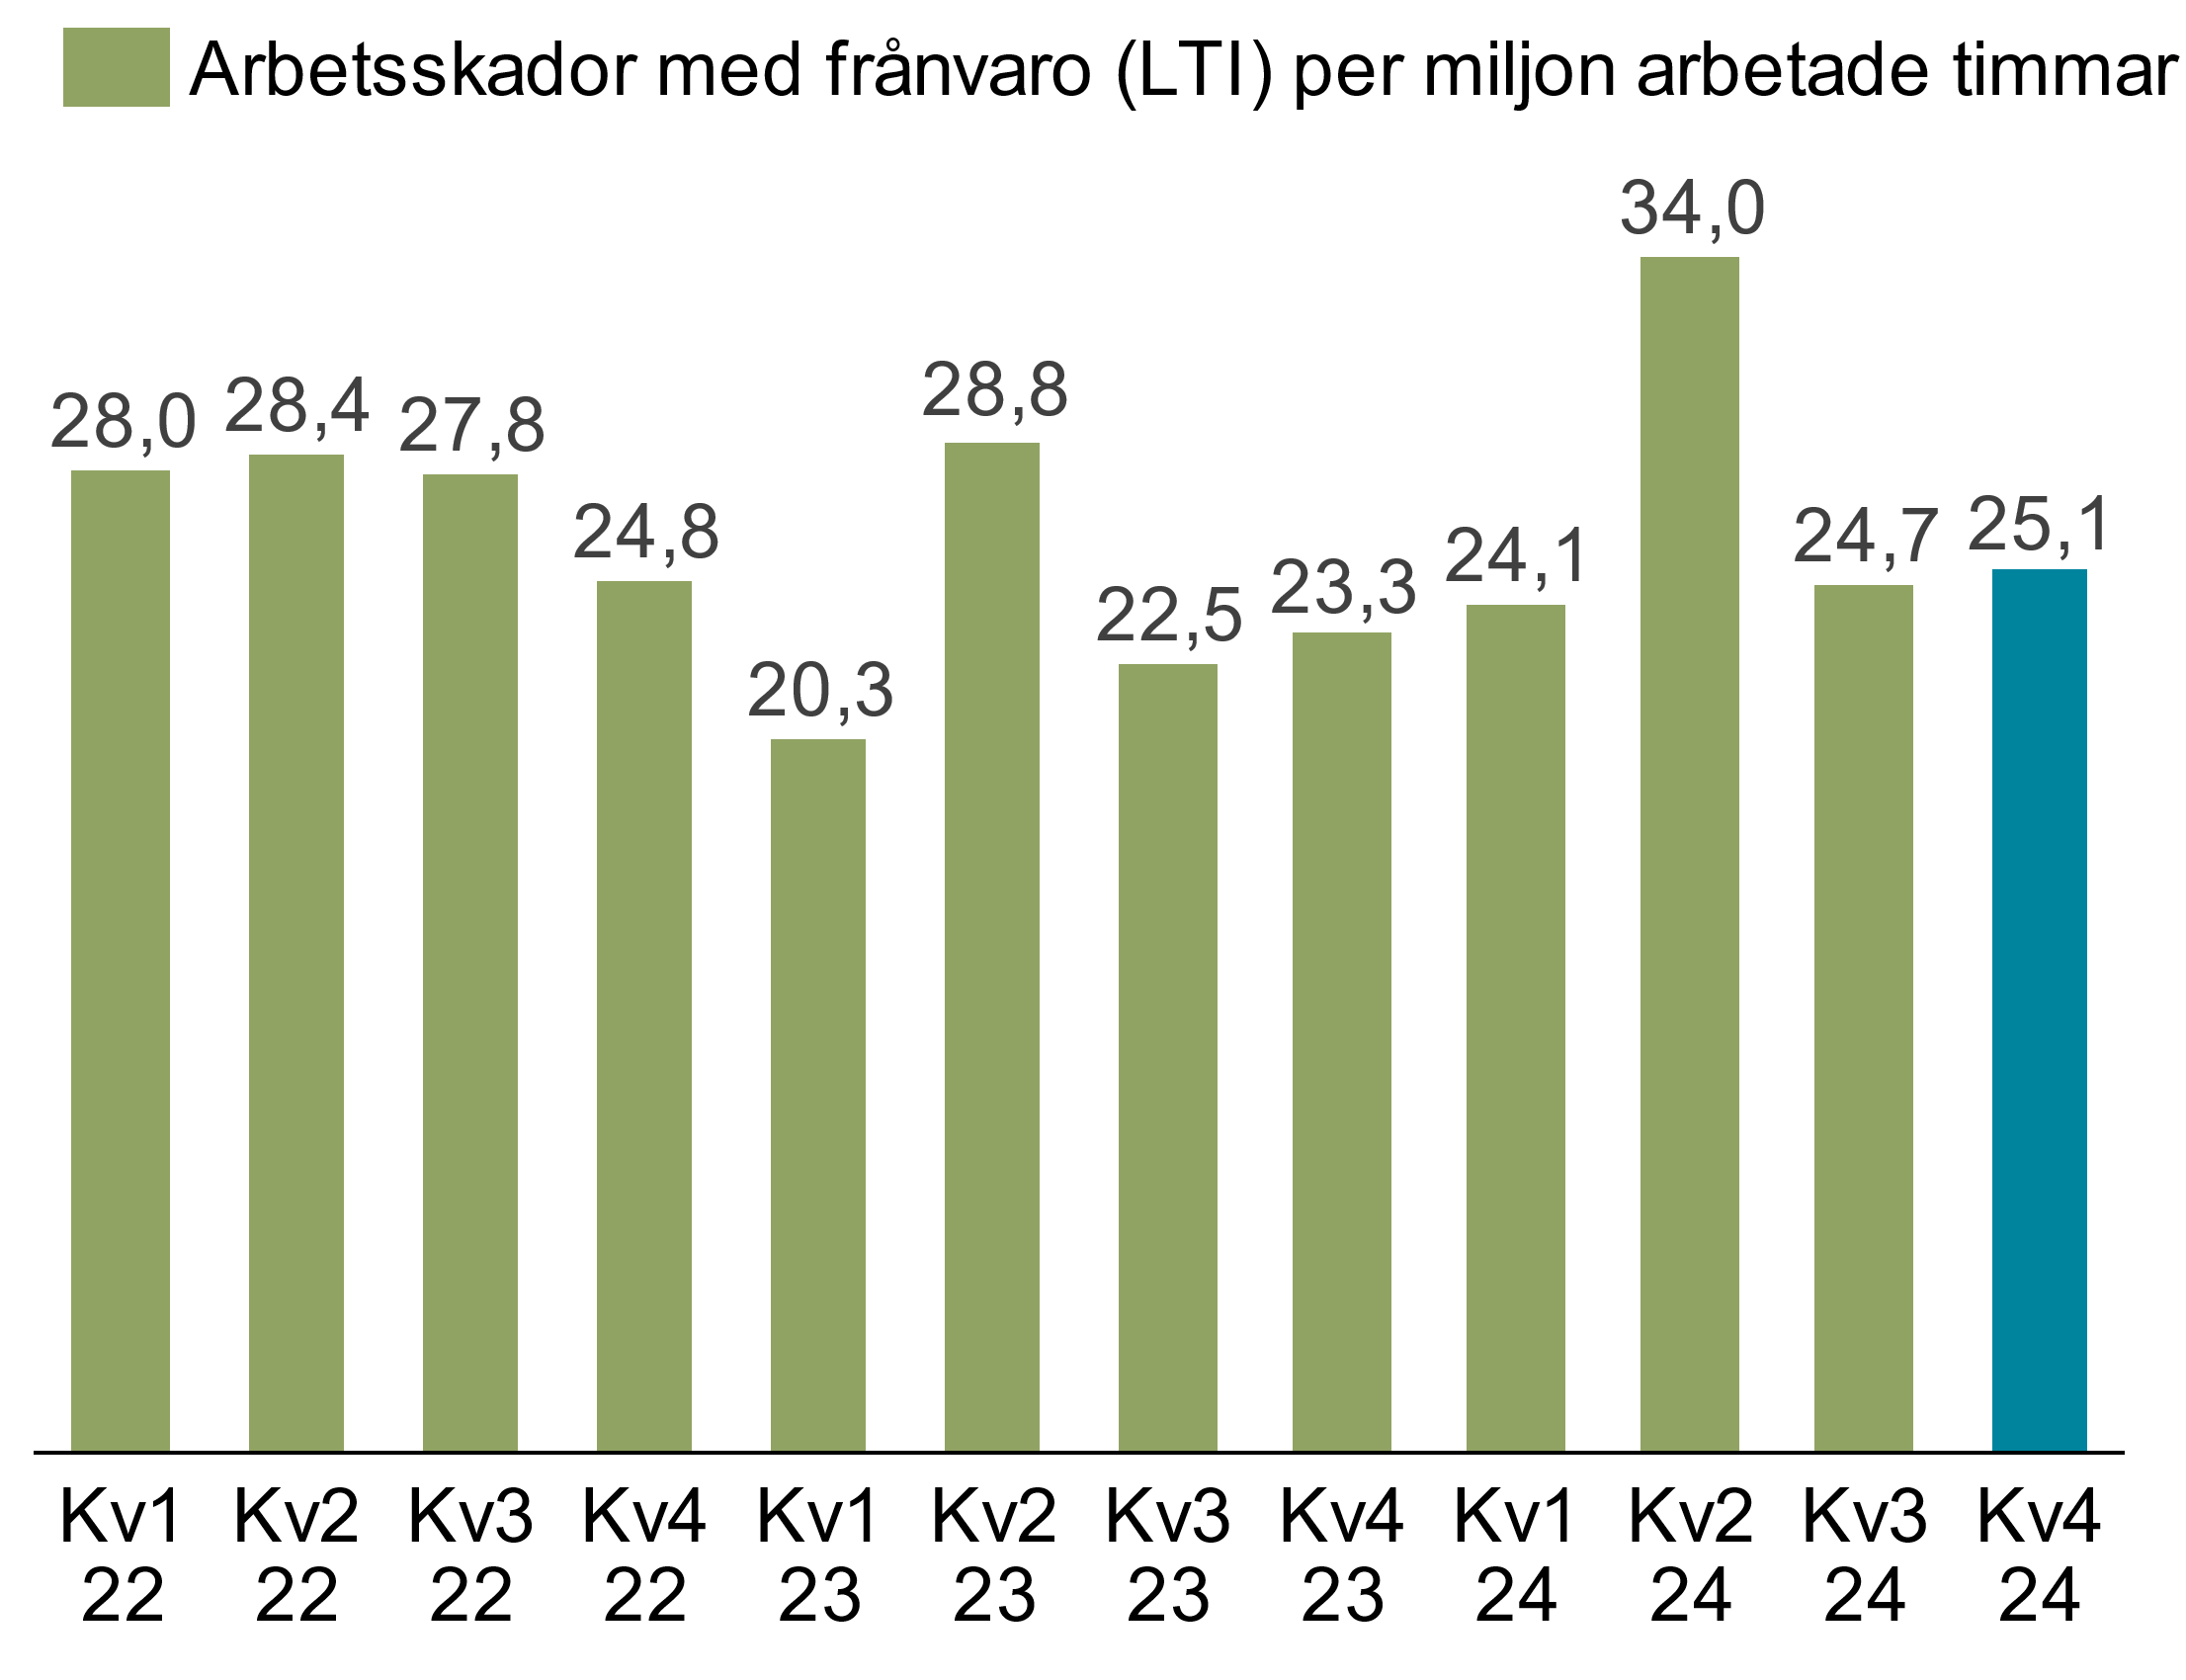 Arbetsskador med frånvaro (LTI) per miljon arbetade timmar
34,0
28,8
28,0 28,4 27,8
24,8 24,1 24,7 25,1
22,5 23,3
20,3
Kv1 Kv2 Kv3 Kv4 Kv1 Kv2 Kv3 Kv4 Kv1 Kv2 Kv3 Kv4
22 22 22 22 23 23 23 23 24 24 24 24